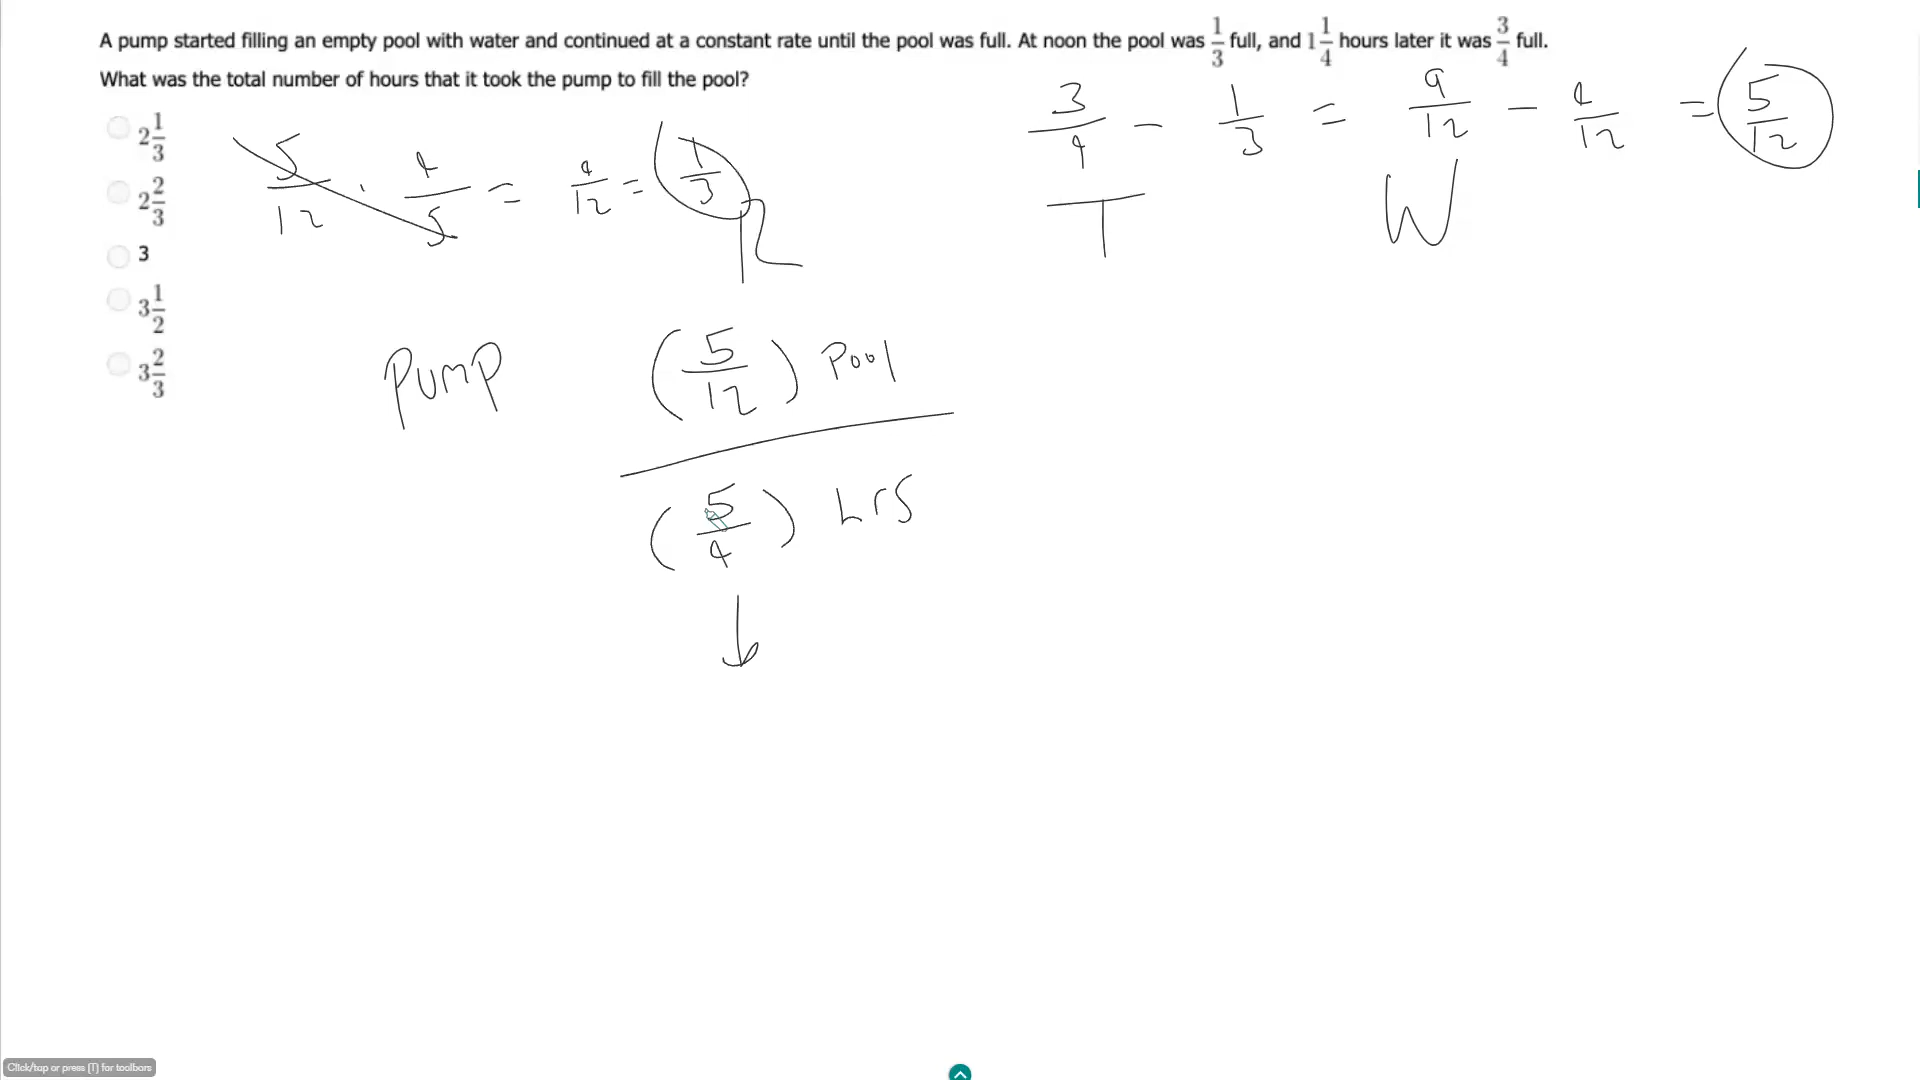 A pump started filling an empty pool with water and continued at a constant rate until the pool was full. At noon the pool was 1/3 full, and 1 1/4 hours later it was 3/4 full.
What was the total number of hours that it took the pump to fill the pool?
2 1/3
2 2/3
3
3 1/2
3 2/3
3/4 - 1/3 = 9/12 - 4/12 = 5/12
T W
5/12 · 4/5 = 4/12 = 1/3
R
Pump (5/12) Pool
(5/4) hrs
Click/tap or press [T] for toolbars